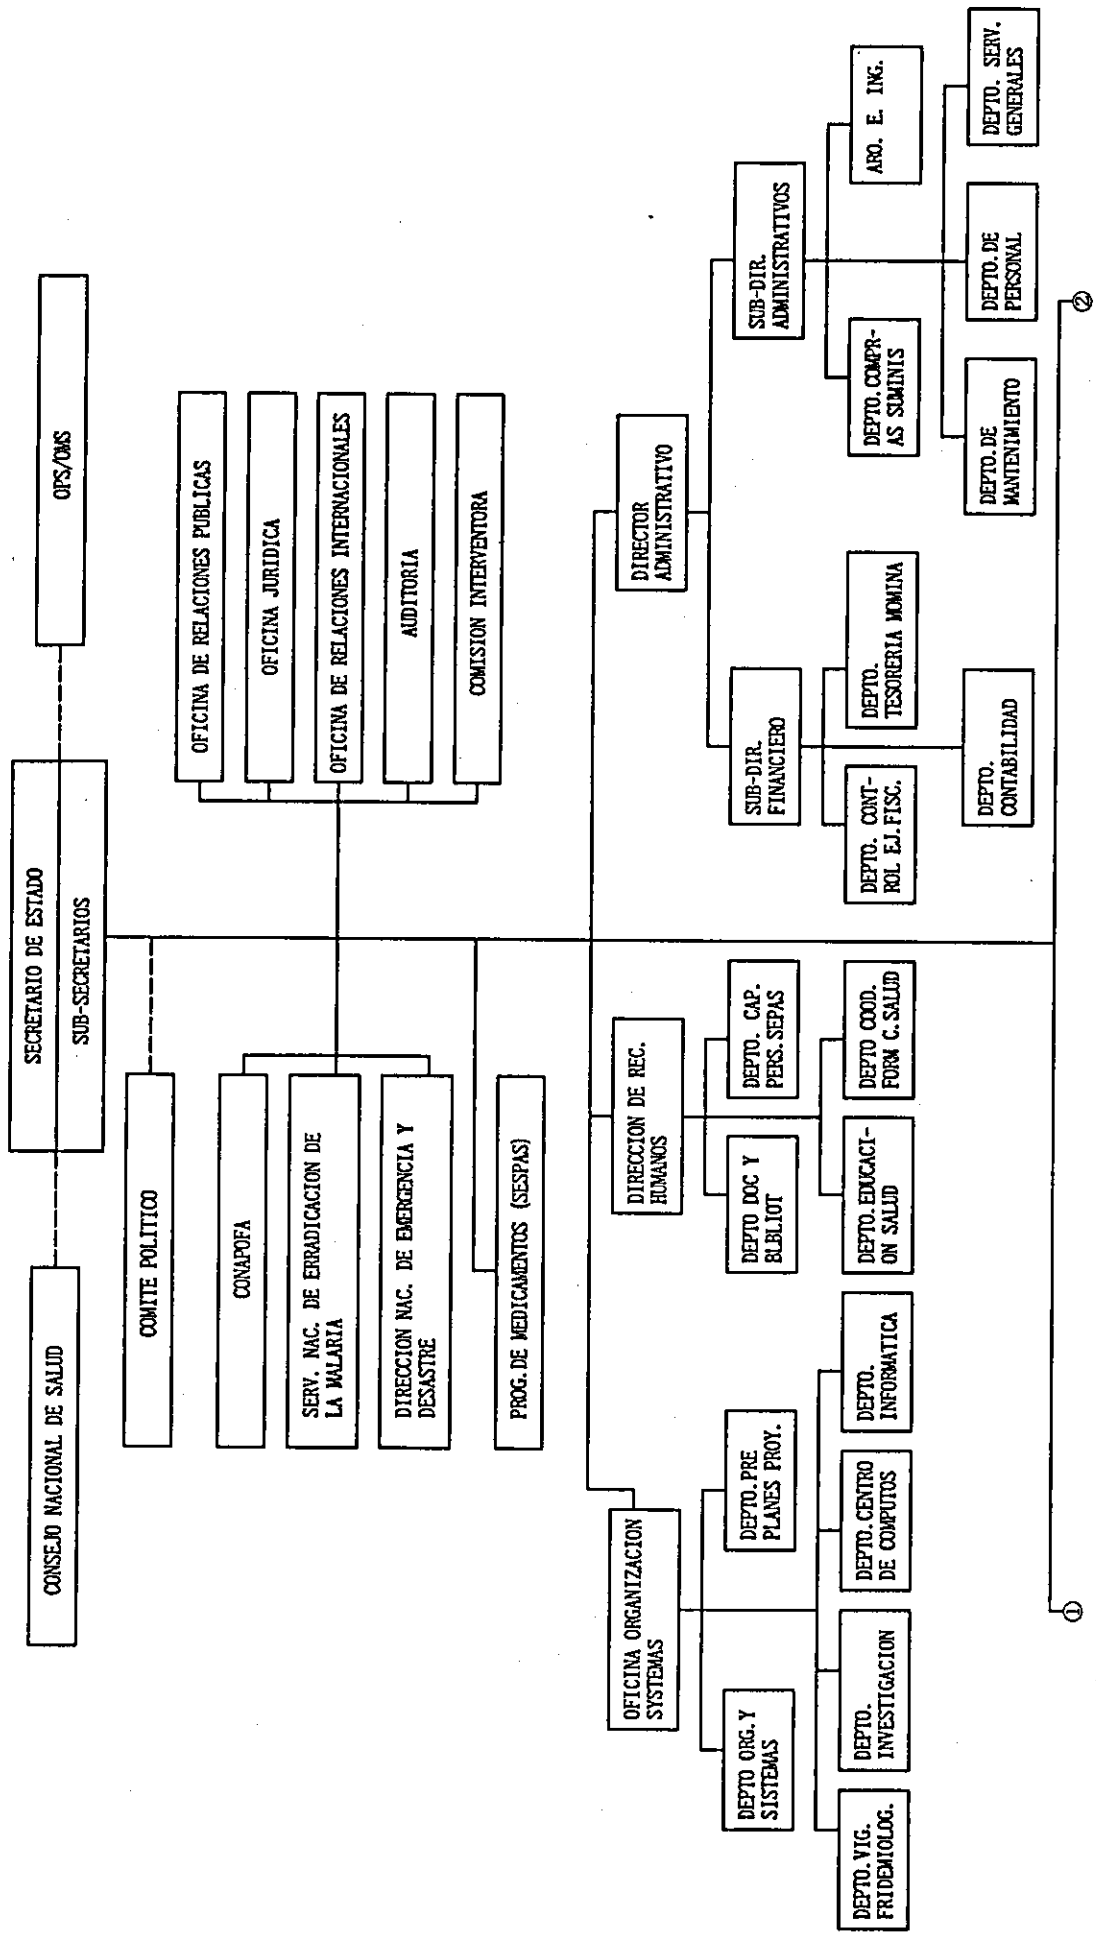 SECRETARIO DE ESTADO
SUB-SECRETARIOS
CONSEJO NACIONAL DE SALUD
OPS/OMS
COMITE POLITICO
CONAPOFA
SERV. NAC. DE ERRADICACION DE
LA MALARIA
DIRECCION NAC. DE EMERGENCIA Y
DESASTRE
PROG.DE MEDICAMENTOS (SESPAS)
OFICINA DE RELACIONES PUBLICAS
OFICINA JURIDICA
OFICINA DE RELACIONES INTERNACIONALES
AUDITORIA
COMISION INTERVENTORA
OFICINA ORGANIZACION
SYSTEMAS
DEPTO ORG.Y
SISTEMAS
DEPTO.PRE
PLANES PROY.
DEPTO.VIG.
FRIDEMIOLOG.
DEPTO.
INVESTIGACION
DEPTO.CENTRO
DE COMPUTOS
DEPTO.
INFORMATICA
DIRECCION DE REC.
HUMANOS
DEPTO DOC Y
BLBLIOT
DEPTO. CAP.
PERS.SEPAS
DEPTO.EDUCACI-
ON SALUD
DEPTO COOD.
FORM C.SALUD
DIRECTOR
ADMINISTRATIVO
SUB-DIR.
FINANCIERO
DEPTO. CONT-
ROL EJ.FISC.
DEPTO.
TESORERIA MOMINA
DEPTO.
CONTABILIDAD
SUB-DIR.
ADMINISTRATIVOS
DEPTO.COMPR-
AS SUMINIS
ARO. E. ING.
DEPTO.DE
MANTENIMIENTO
DEPTO.DE
PERSONAL
DEPTO. SERV.
GENERALES
①
②